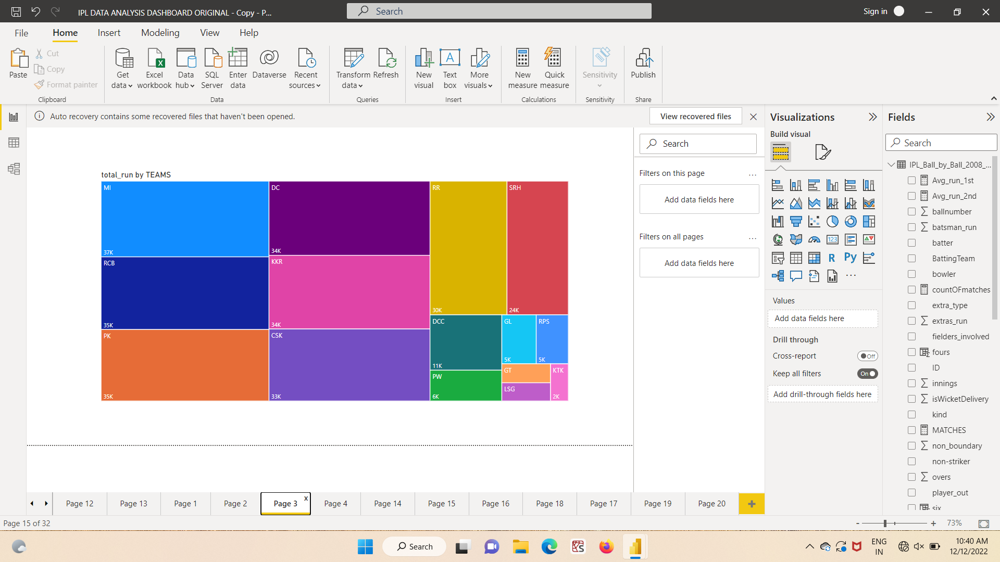 IPL DATA ANALYSIS DASHBOARD ORIGINAL - Copy - P...
Search
Sign in
File
Home
Insert
Modeling
View
Help
Paste
Cut
Copy
Format painter
Clipboard
Get data
Excel workbook
Data hub
SQL Server
Enter data
Dataverse
Recent sources
Data
Transform data
Refresh
Queries
New visual
Text box
More visuals
Insert
New measure
Quick measure
Calculations
Sensitivity
Sensitivity
Publish
Share
Auto recovery contains some recovered files that haven't been opened.
View recovered files
total_run by TEAMS
MI
37K
RCB
35K
PK
35K
DC
34K
KKR
34K
CSK
33K
RR
30K
SRH
24K
DCC
11K
PW
6K
GL
5K
RPS
5K
GT
LSG
KTK
2K
Search
Filters on this page
...
Add data fields here
Filters on all pages
...
Add data fields here
Visualizations
Build visual
123
R
Py
...
Values
Add data fields here
Drill through
Cross-report
Off
Keep all filters
On
Add drill-through fields here
Fields
Search
IPL_Ball_by_Ball_2008_...
Avg_run_1st
Avg_run_2nd
ballnumber
batsman_run
batter
BattingTeam
bowler
countOFmatches
extra_type
extras_run
fielders_involved
fours
ID
innings
isWicketDelivery
kind
MATCHES
non_boundary
non-striker
overs
player_out
six
Page 12
Page 13
Page 1
Page 2
Page 3
x
Page 4
Page 14
Page 15
Page 16
Page 18
Page 17
Page 19
Page 20
+
Page 15 of 32
- + 73%
Search
ENG
IN
10:40 AM
12/12/2022